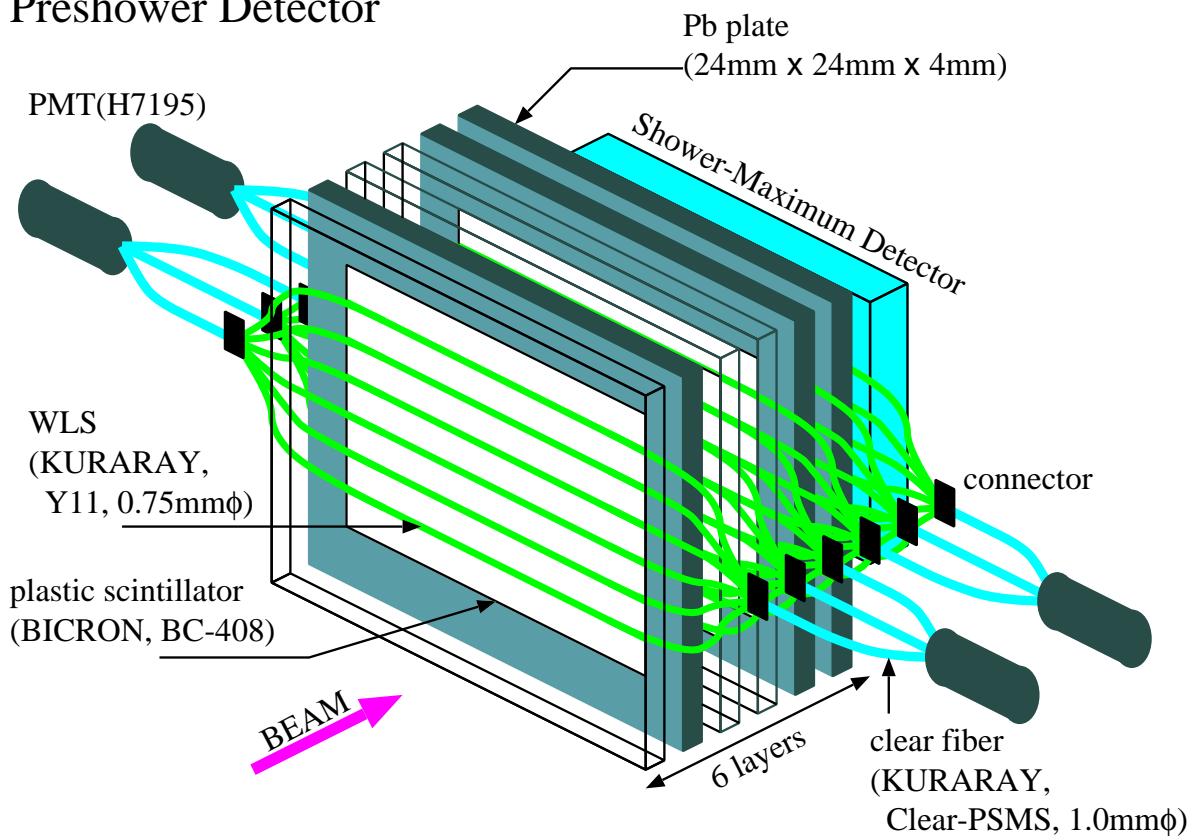 Preshower Detector
Pb plate
(24mm x 24mm x 4mm)
PMT(H7195)
Shower-Maximum Detector
WLS
(KURARAY,
Y11, 0.75mmϕ)
connector
plastic scintillator
(BICRON, BC-408)
BEAM
6 layers
clear fiber
(KURARAY,
Clear-PSMS, 1.0mmϕ)